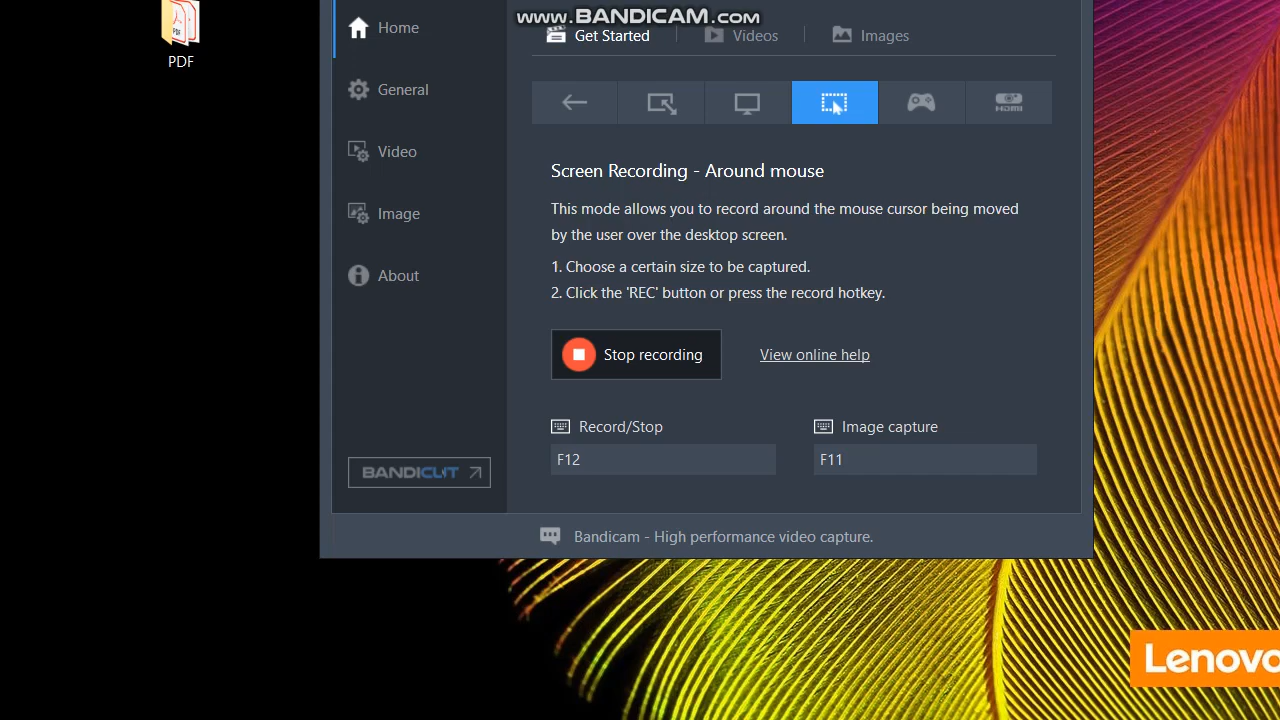 www.BANDICAM.com
PDF
Home
General
Video
Image
About
BANDICUT
Get Started
Videos
Images
HDMI
Screen Recording - Around mouse
This mode allows you to record around the mouse cursor being moved
by the user over the desktop screen.
1. Choose a certain size to be captured.
2. Click the 'REC' button or press the record hotkey.
Stop recording
View online help
Record/Stop
Image capture
F12
F11
Bandicam - High performance video capture.
Lenovo